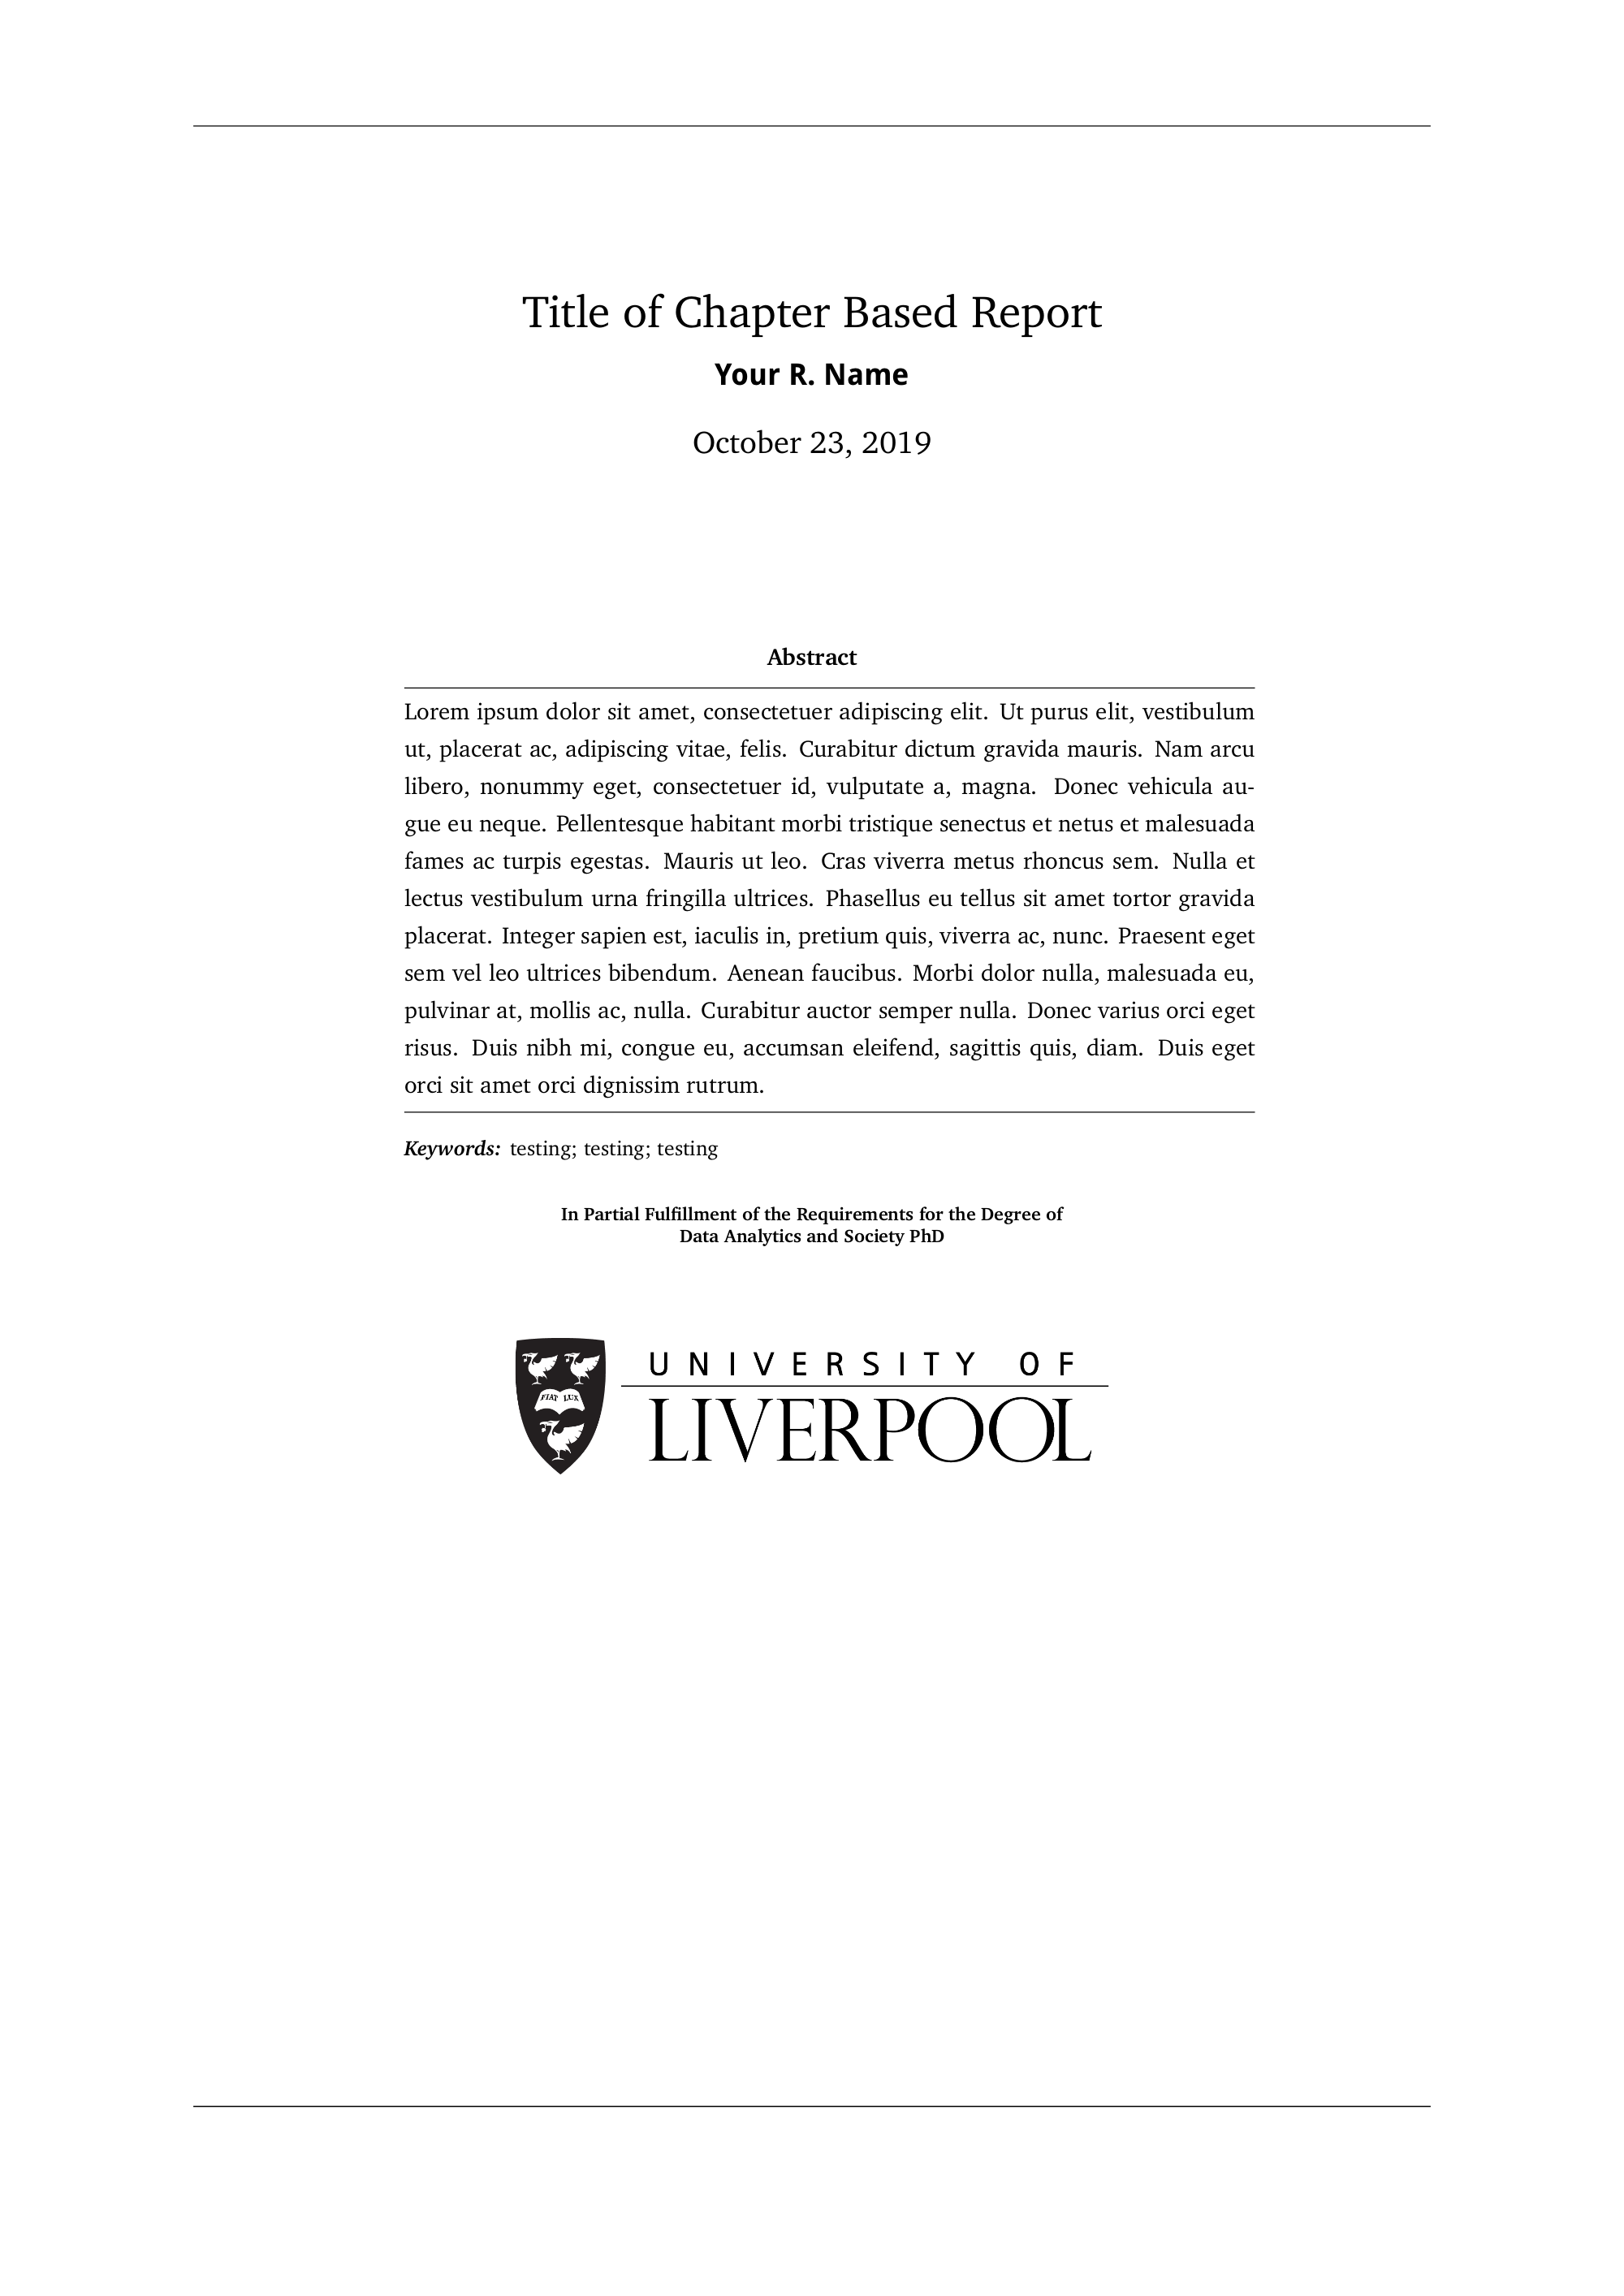 Title of Chapter Based Report
Your R. Name
October 23, 2019
Abstract
Lorem ipsum dolor sit amet, consectetuer adipiscing elit. Ut purus elit, vestibulum
ut, placerat ac, adipiscing vitae, felis. Curabitur dictum gravida mauris. Nam arcu
libero, nonummy eget, consectetuer id, vulputate a, magna. Donec vehicula au-
gue eu neque. Pellentesque habitant morbi tristique senectus et netus et malesuada
fames ac turpis egestas. Mauris ut leo. Cras viverra metus rhoncus sem. Nulla et
lectus vestibulum urna fringilla ultrices. Phasellus eu tellus sit amet tortor gravida
placerat. Integer sapien est, iaculis in, pretium quis, viverra ac, nunc. Praesent eget
sem vel leo ultrices bibendum. Aenean faucibus. Morbi dolor nulla, malesuada eu,
pulvinar at, mollis ac, nulla. Curabitur auctor semper nulla. Donec varius orci eget
risus. Duis nibh mi, congue eu, accumsan eleifend, sagittis quis, diam. Duis eget
orci sit amet orci dignissim rutrum.
Keywords: testing; testing; testing
In Partial Fulfillment of the Requirements for the Degree of
Data Analytics and Society PhD
FIAT LUX
UNIVERSITY OF
LIVERPOOL